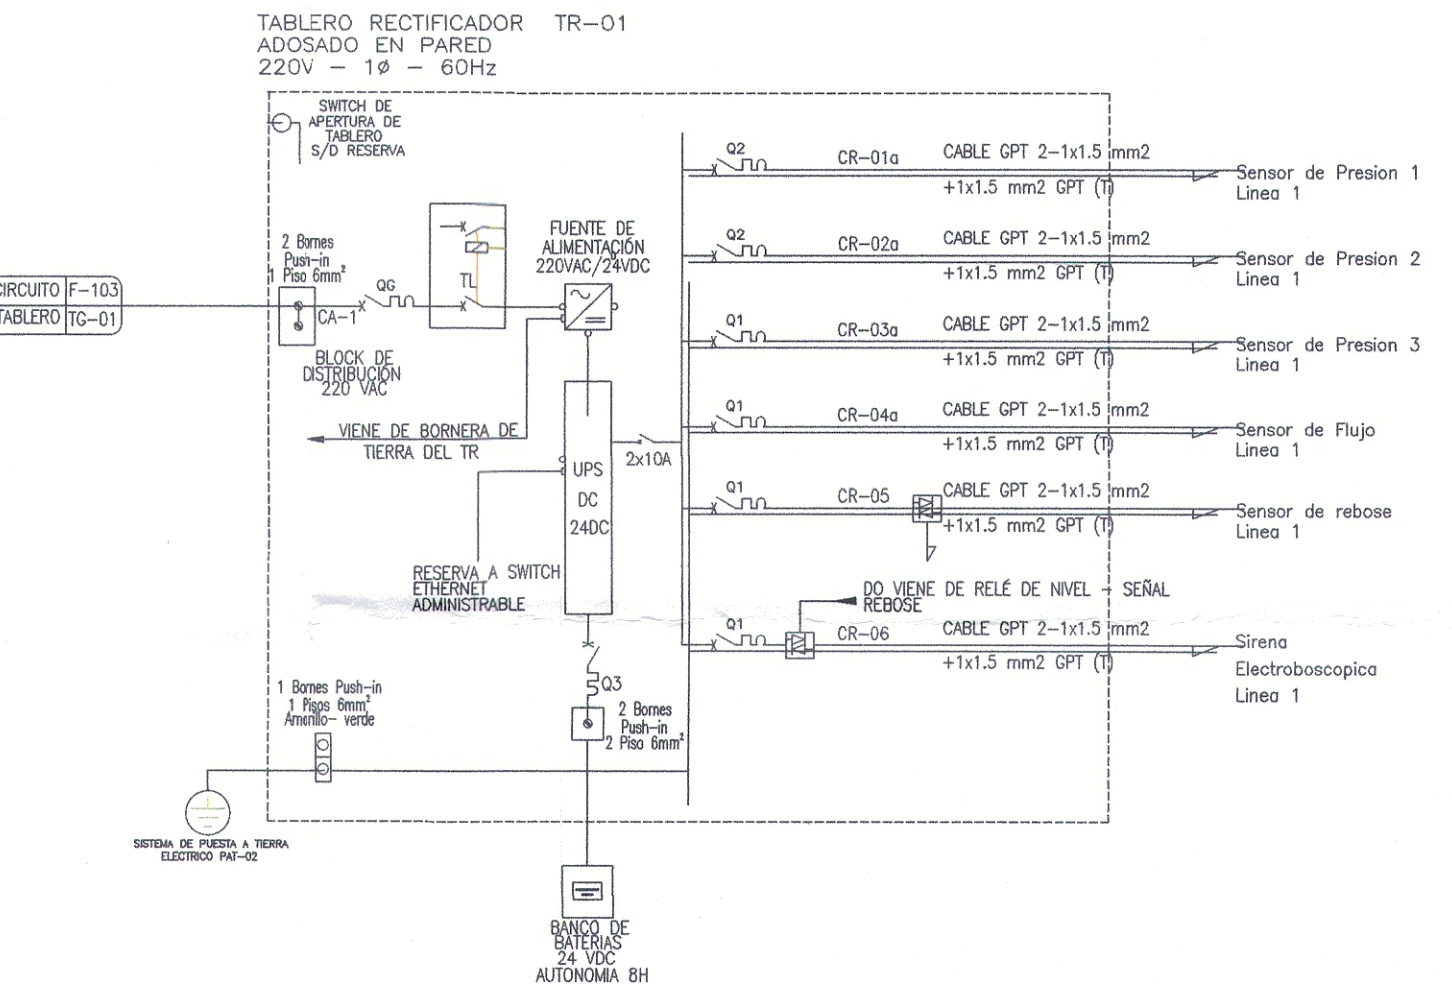 TABLERO RECTIFICADOR TR-01
ADOSADO EN PARED
220V - 1Ø - 60Hz
SWITCH DE
APERTURA DE
TABLERO
S/D RESERVA
2 Bornes
Push-in
1 Piso 6mm²
CIRCUITO F-103
TABLERO TG-01
CA-1
BLOCK DE
DISTRIBUCIÓN
220 VAC
QG
TL
FUENTE DE
ALIMENTACIÓN
220VAC/24VDC
VIENE DE BORNERA DE
TIERRA DEL TR
UPS
DC
24DC
2x10A
RESERVA A SWITCH
ETHERNET
ADMINISTRABLE
Q3
2 Bornes
Push-in
2 Piso 6mm²
1 Bornes Push-in
1 Pisos 6mm²
Amarillo- verde
SISTEMA DE PUESTA A TIERRA
ELECTRICO PAT-02
BANCO DE
BATERIAS
24 VDC
AUTONOMIA 8H
Q2 CR-01a CABLE GPT 2-1x1.5 mm2
+1x1.5 mm2 GPT (T)
Sensor de Presion 1
Linea 1
Q2 CR-02a CABLE GPT 2-1x1.5 mm2
+1x1.5 mm2 GPT (T)
Sensor de Presion 2
Linea 1
Q1 CR-03a CABLE GPT 2-1x1.5 mm2
+1x1.5 mm2 GPT (T)
Sensor de Presion 3
Linea 1
Q1 CR-04a CABLE GPT 2-1x1.5 mm2
+1x1.5 mm2 GPT (T)
Sensor de Flujo
Linea 1
Q1 CR-05 CABLE GPT 2-1x1.5 mm2
+1x1.5 mm2 GPT (T)
Sensor de rebose
Linea 1
DO VIENE DE RELÉ DE NIVEL - SEÑAL
REBOSE
Q1 CR-06 CABLE GPT 2-1x1.5 mm2
+1x1.5 mm2 GPT (T)
Sirena
Electroboscopica
Linea 1